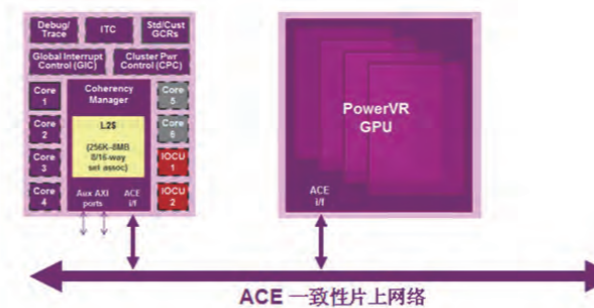 Debug/
Trace
ITC
Std/Cust
GCRs
Global Interrupt
Control (GIC)
Cluster Pwr
Control (CPC)
Core
1
Core
2
Core
3
Core
4
Coherency
Manager
L2$
(256K-8MB
8/16-way
set assoc)
Aux AXI
ports
ACE
i/f
Core
5
Core
6
IOCU
1
IOCU
2
PowerVR
GPU
ACE
i/f
ACE 一致性片上网络